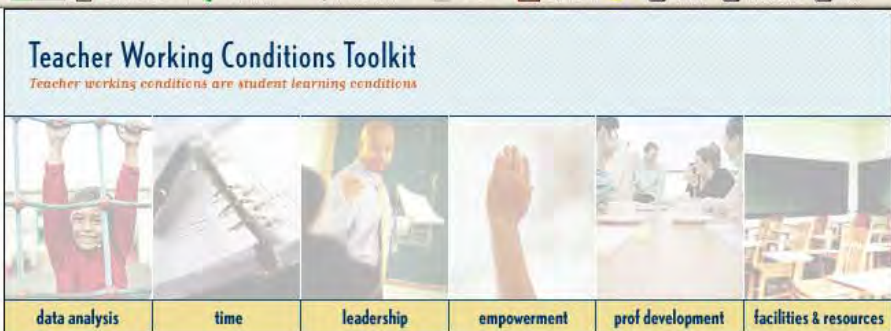 Teacher Working Conditions Toolkit
Teacher working conditions are student learning conditions
data analysis
time
leadership
empowerment
prof development
facilities & resources